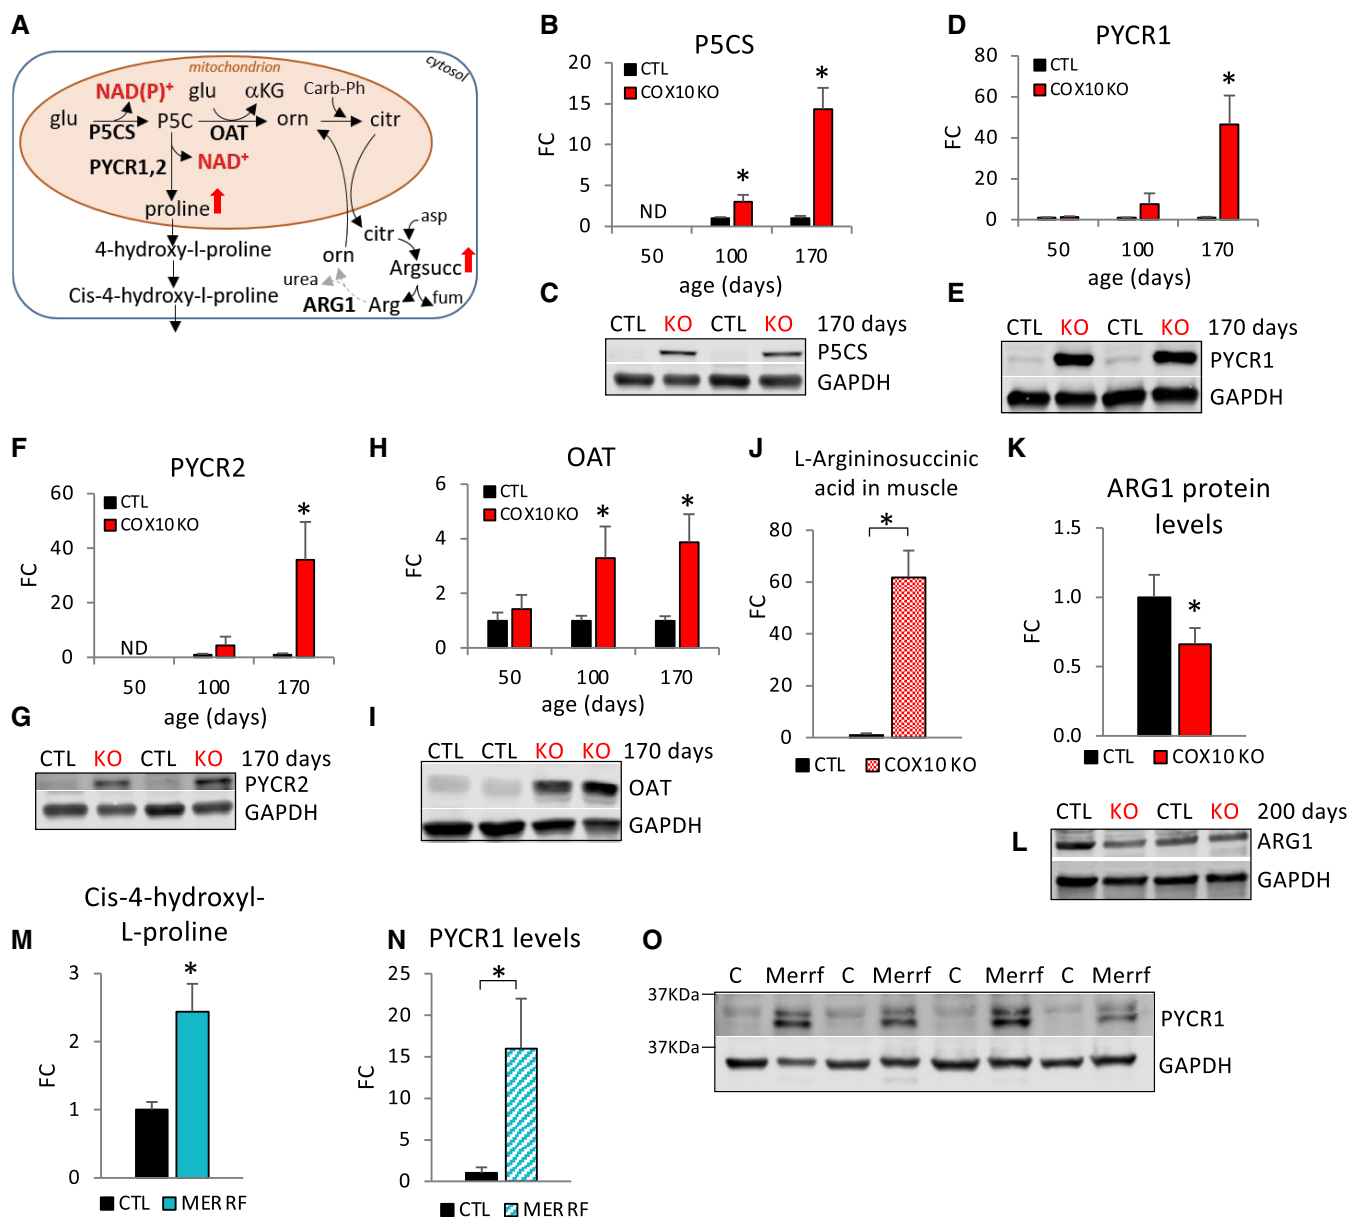 A
mitochondrion
cytosol
NAD(P)+ glu αKG Carb-Ph
glu P5C orn citr
P5CS OAT
PYCR1,2 NAD+
proline
4-hydroxy-l-proline
Cis-4-hydroxy-l-proline
asp
citr
orn
Argsucc
urea
ARG1 Arg fum
B
P5CS
CTL
COX10 KO
FC
20
15
10
5
0
ND
*
*
50 100 170
age (days)
C
CTL KO CTL KO 170 days
P5CS
GAPDH
D
PYCR1
CTL
COX10 KO
FC
80
60
40
20
0
*
50 100 170
age (days)
E
CTL KO CTL KO 170 days
PYCR1
GAPDH
F
PYCR2
CTL
COX10 KO
FC
60
40
20
0
ND
*
50 100 170
age (days)
G
CTL KO CTL KO 170 days
PYCR2
GAPDH
H
OAT
CTL
COX10 KO
FC
6
4
2
0
*
*
50 100 170
age (days)
I
CTL CTL KO KO 170 days
OAT
GAPDH
J
L-Argininosuccinic
acid in muscle
FC
80
60
40
20
0
*
CTL COX10 KO
K
ARG1 protein
levels
FC
1.5
1.0
0.5
0.0
*
CTL COX10 KO
L
CTL KO CTL KO 200 days
ARG1
GAPDH
M
Cis-4-hydroxyl-
L-proline
FC
3
2
1
0
*
CTL MERRF
N
PYCR1 levels
FC
25
20
15
10
5
0
*
CTL MERRF
O
C Merrf C Merrf C Merrf C Merrf
37KDa
PYCR1
37KDa
GAPDH